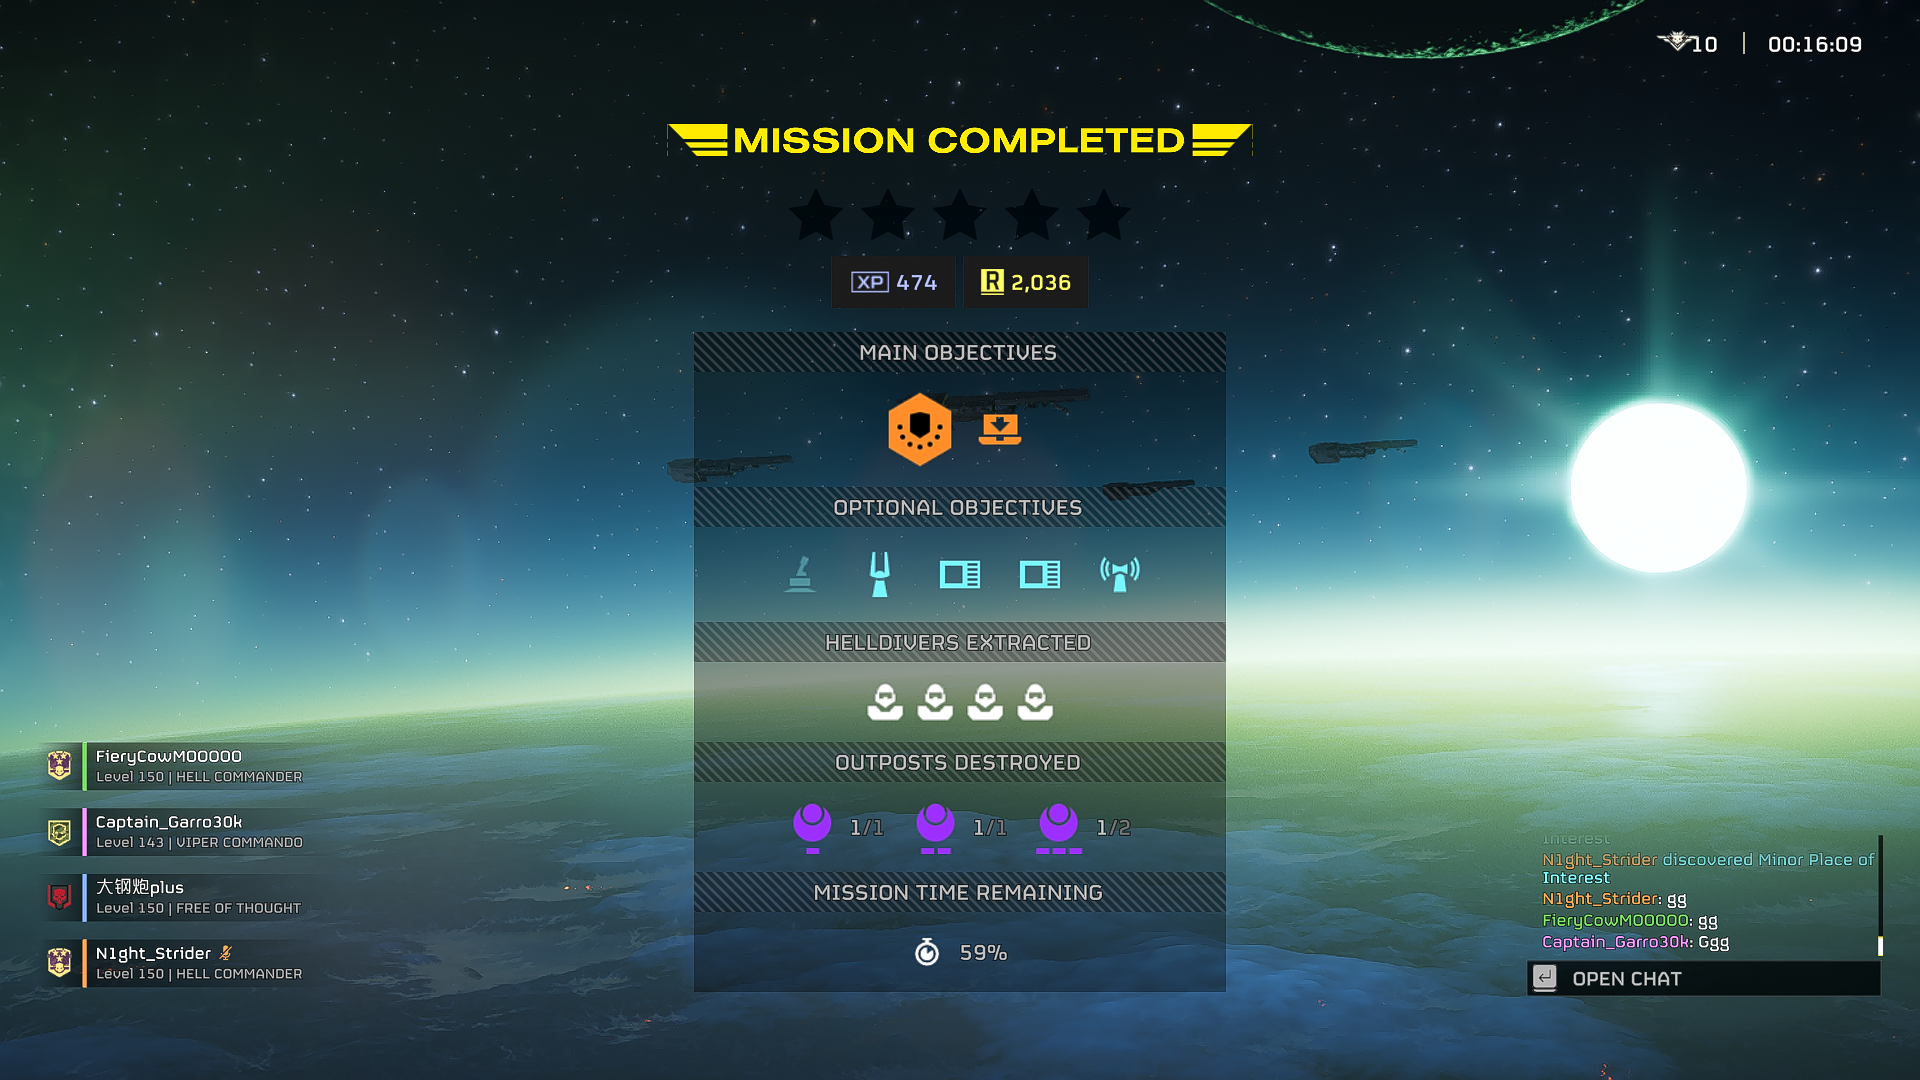 10 | 00:16:09
MISSION COMPLETED
XP 474 R 2,036
MAIN OBJECTIVES
OPTIONAL OBJECTIVES
HELLDIVERS EXTRACTED
OUTPOSTS DESTROYED
1/1 1/1 1/2
MISSION TIME REMAINING
59%
FieryCowMOOOOO
Level 150 | HELL COMMANDER
Captain_Garro30k
Level 143 | VIPER COMMANDO
大钢炮plus
Level 150 | FREE OF THOUGHT
N1ght_Strider
Level 150 | HELL COMMANDER
Interest
N1ght_Strider discovered Minor Place of
Interest
N1ght_Strider: gg
FieryCowMOOOOO: gg
Captain_Garro30k: Ggg
OPEN CHAT